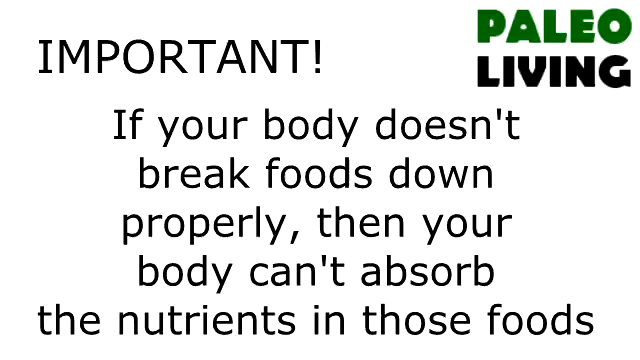 IMPORTANT!
PALEO
LIVING
If your body doesn't
break foods down
properly, then your
body can't absorb
the nutrients in those foods